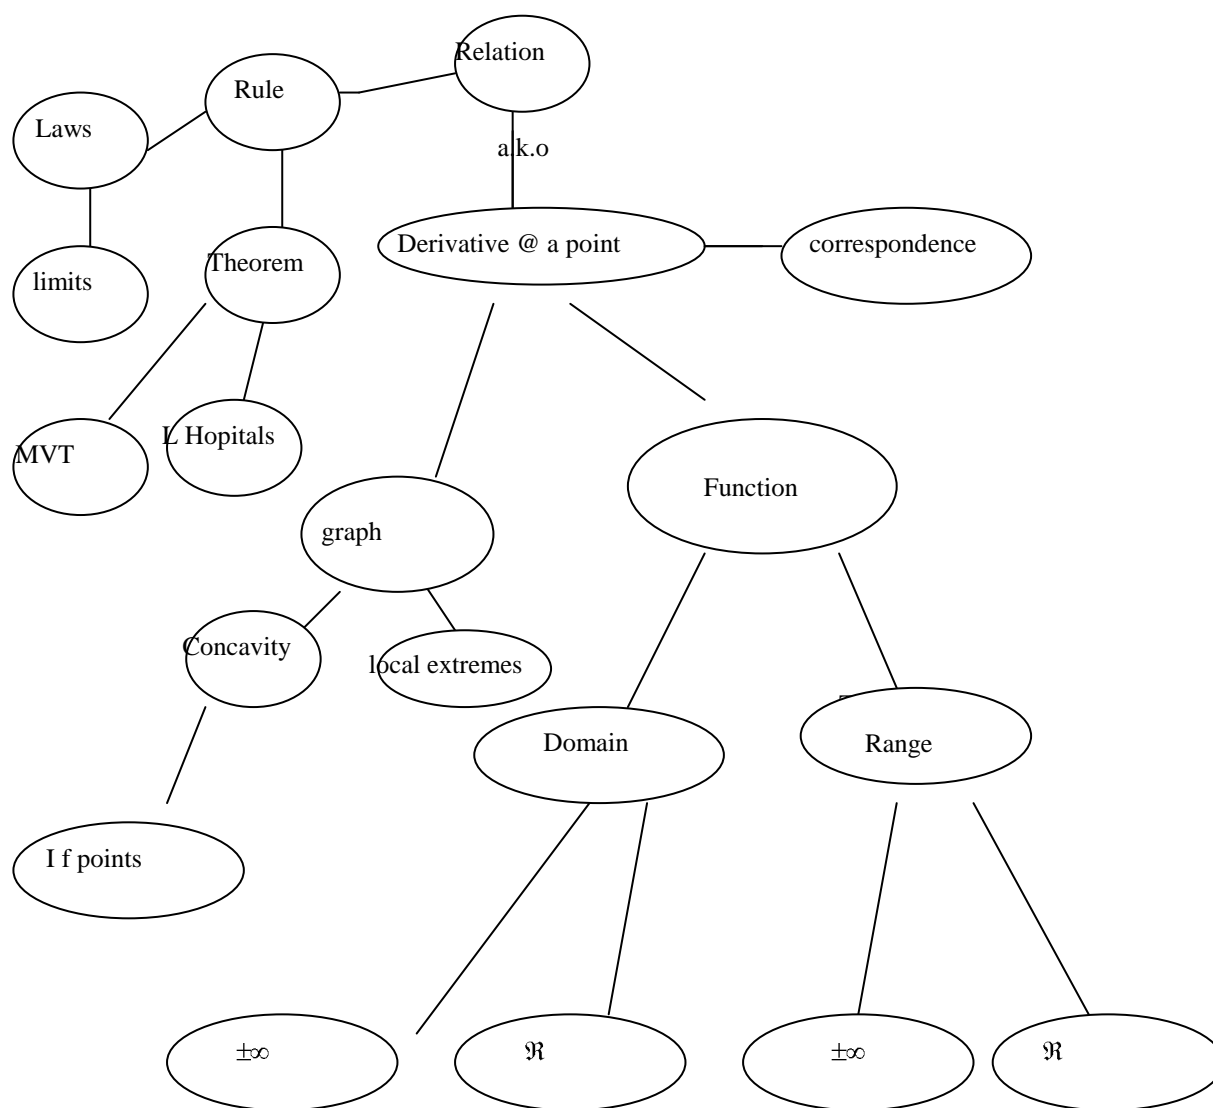 Relation
Rule
Laws
a.k.o
Derivative @ a point
correspondence
Theorem
limits
L Hopitals
MVT
Function
graph
Concavity
local extremes
Domain
Range
I f points
±∞
ℜ
±∞
ℜ